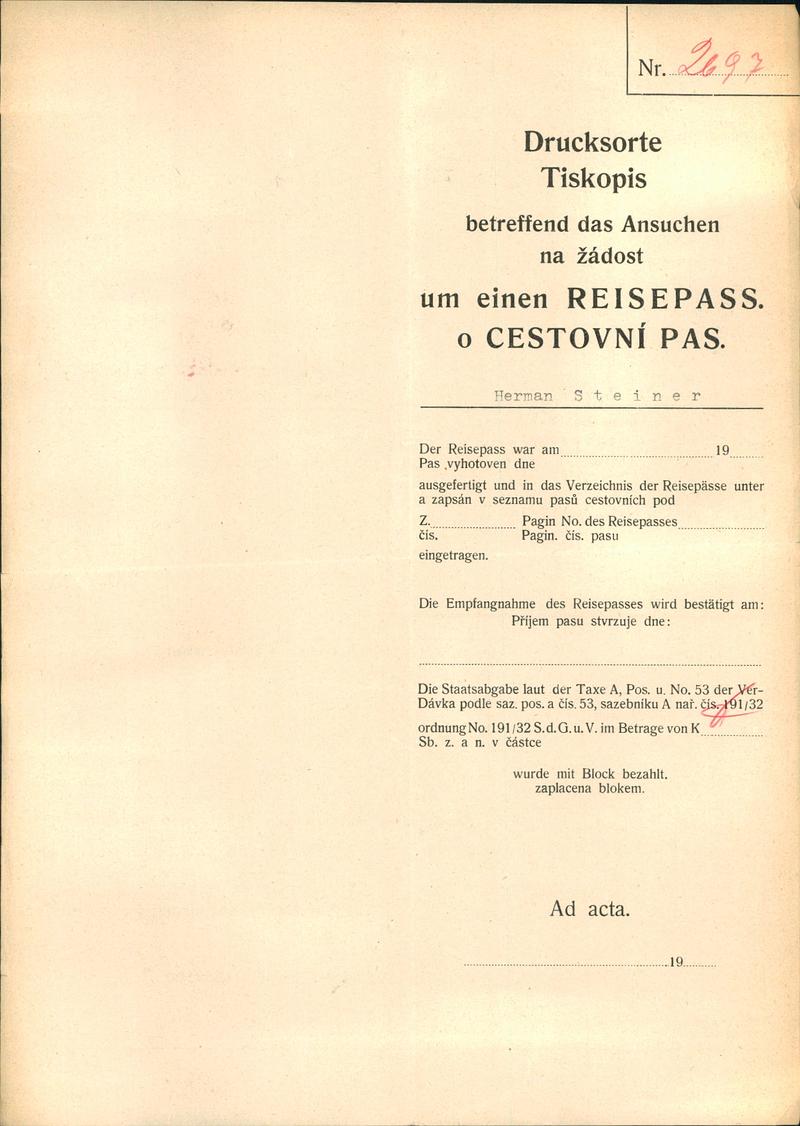 Nr. 2697
Drucksorte
Tiskopis
betreffend das Ansuchen
na žádost
um einen REISEPASS.
o CESTOVNÍ PAS.
Herman Steiner
Der Reisepass war am 19
Pas vyhotoven dne
ausgefertigt und in das Verzeichnis der Reisepässe unter
a zapsán v seznamu pasů cestovních pod
Z. Pagin No. des Reisepasses
čís. Pagin. čís. pasu
eingetragen.
Die Empfangnahme des Reisepasses wird bestätigt am:
Příjem pasu stvrzuje dne:
Die Staatsabgabe laut der Taxe A, Pos. u. No. 53 der Ver-
Dávka podle saz. pos. a čís. 53, sazebníku A nař. čís. 191/32
ordnung No. 191/32 S. d. G. u. V. im Betrage von K
Sb. z. a n. v částce
wurde mit Block bezahlt.
zaplacena blokem.
Ad acta.
19